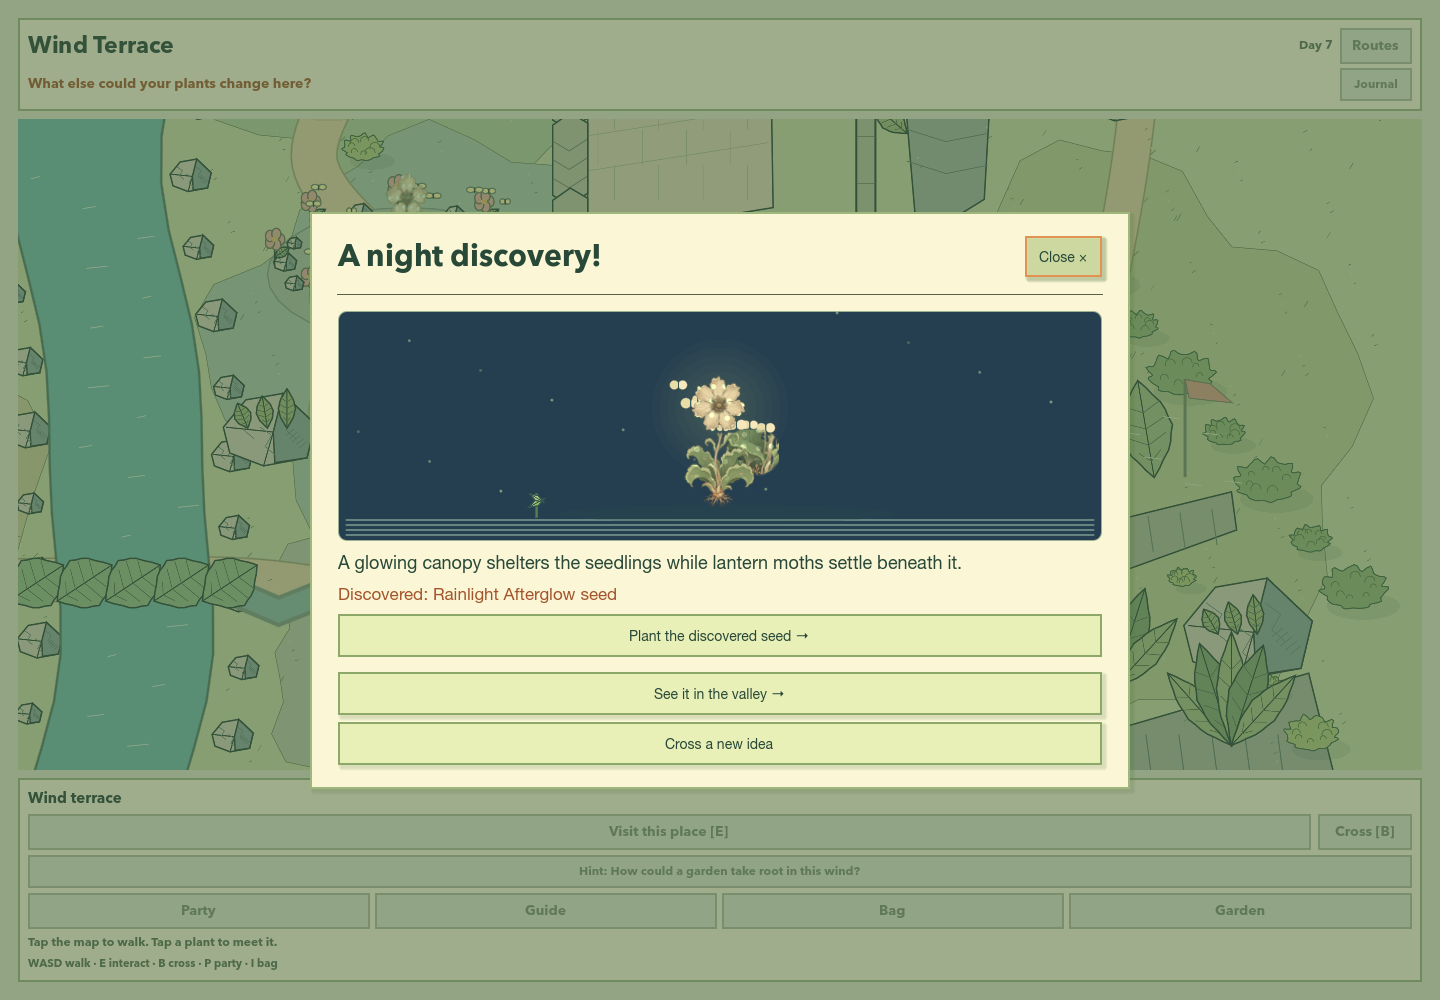 Wind Terrace
Day 7
Routes
What else could your plants change here?
Journal
A night discovery!
Close ×
A glowing canopy shelters the seedlings while lantern moths settle beneath it.
Discovered: Rainlight Afterglow seed
Plant the discovered seed →
See it in the valley →
Cross a new idea
Wind terrace
Visit this place [E]
Cross [B]
Hint: How could a garden take root in this wind?
Party
Guide
Bag
Garden
Tap the map to walk. Tap a plant to meet it.
WASD walk · E interact · B cross · P party · I bag